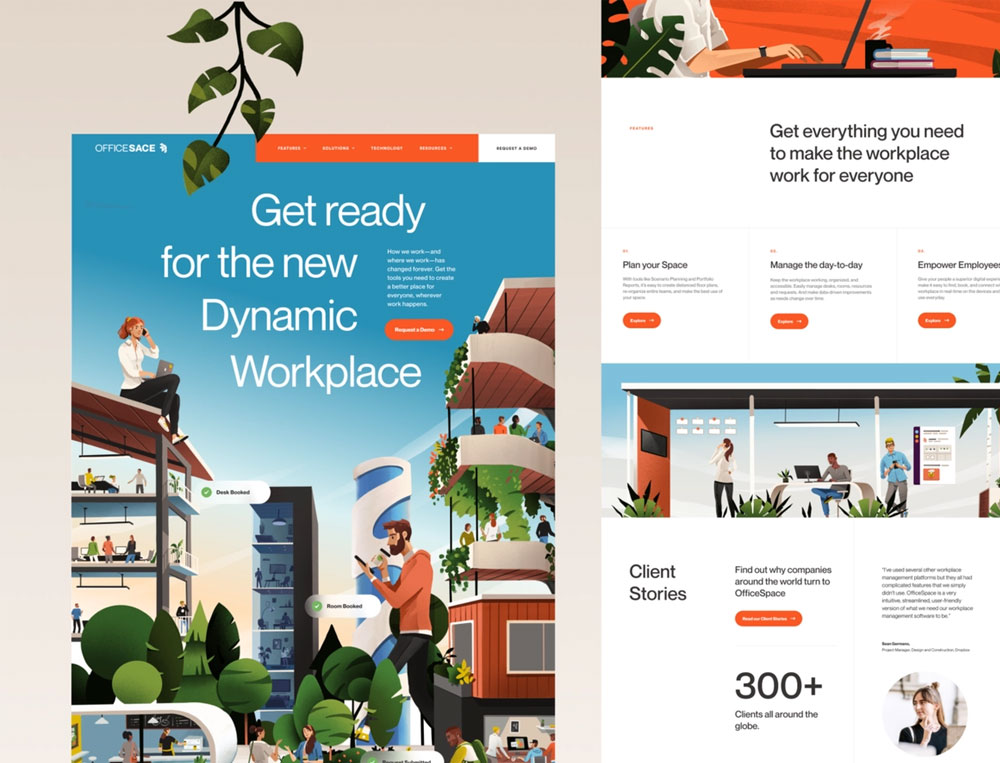 OFFICESACE
FEATURES
SOLUTIONS
TECHNOLOGY
RESOURCES
REQUEST A DEMO
Get ready
for the new
Dynamic
Workplace
How we work—and
where we work—has
changed forever. Get the
tools you need to create
a better place for
everyone, wherever
work happens.
Request a Demo
Desk Booked
Room Booked
Request Submitted
FEATURES
Get everything you need
to make the workplace
work for everyone
01.
Plan your Space
With tools like Scenario Planning and Portfolio
Reports, it's easy to create distanced floor plans,
re-organize entire teams, and make the best use of
your space.
Explore
02.
Manage the day-to-day
Keep the workplace working, organized, and
accessible. Easily manage desks, rooms, resources
and requests. And make data-driven improvements
as needs change over time.
Explore
03.
Empower Employees
Give your people a superior digital experien
make it easy to find, book, and connect wi
workplace in real-time on the devices and
use everyday.
Explore
Client
Stories
Find out why companies
around the world turn to
OfficeSpace
Read our Client Stories
300+
Clients all around the
globe.
"I've used several other workplace
management platforms but they all had
complicated features that we simply
didn't use. OfficeSpace is a very
intuitive, streamlined, user-friendly
version of what we need our workplace
management software to be."
Project Manager, Design and Construction, Dropbox